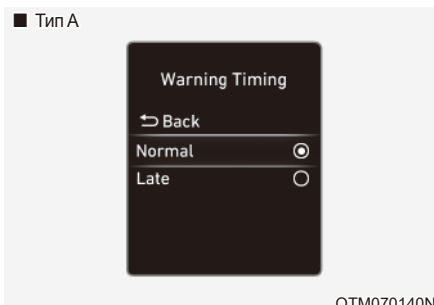 ■ Тип А
Warning Timing
⮌ Back
Normal
Late
OTM070140N